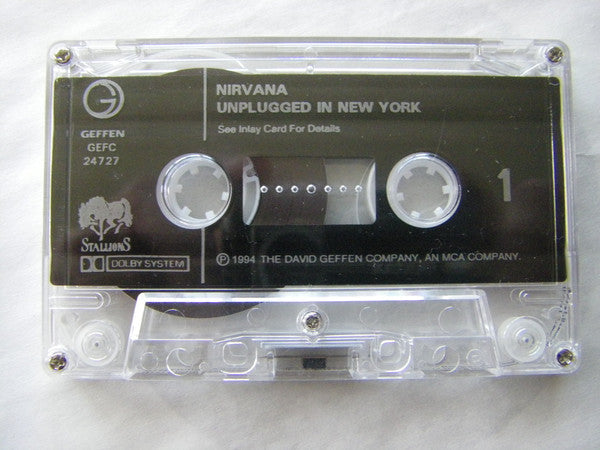 NIRVANA
UNPLUGGED IN NEW YORK
See Inlay Card For Details
GEFFEN
GEFC
24727
1
STALLIONS
DOLBY SYSTEM
Ⓟ 1994 THE DAVID GEFFEN COMPANY, AN MCA COMPANY.